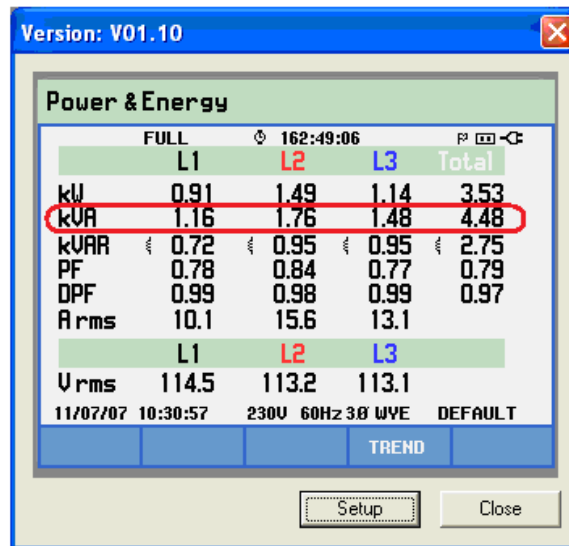 Version: V01.10
Power & Energy
FULL 162:49:06
L1 L2 L3 Total
kW 0.91 1.49 1.14 3.53
kVA 1.16 1.76 1.48 4.48
kVAR 0.72 0.95 0.95 2.75
PF 0.78 0.84 0.77 0.79
DPF 0.99 0.98 0.99 0.97
A rms 10.1 15.6 13.1
L1 L2 L3
V rms 114.5 113.2 113.1
11/07/07 10:30:57 230V 60Hz 3Ø WYE DEFAULT
TREND
Setup Close